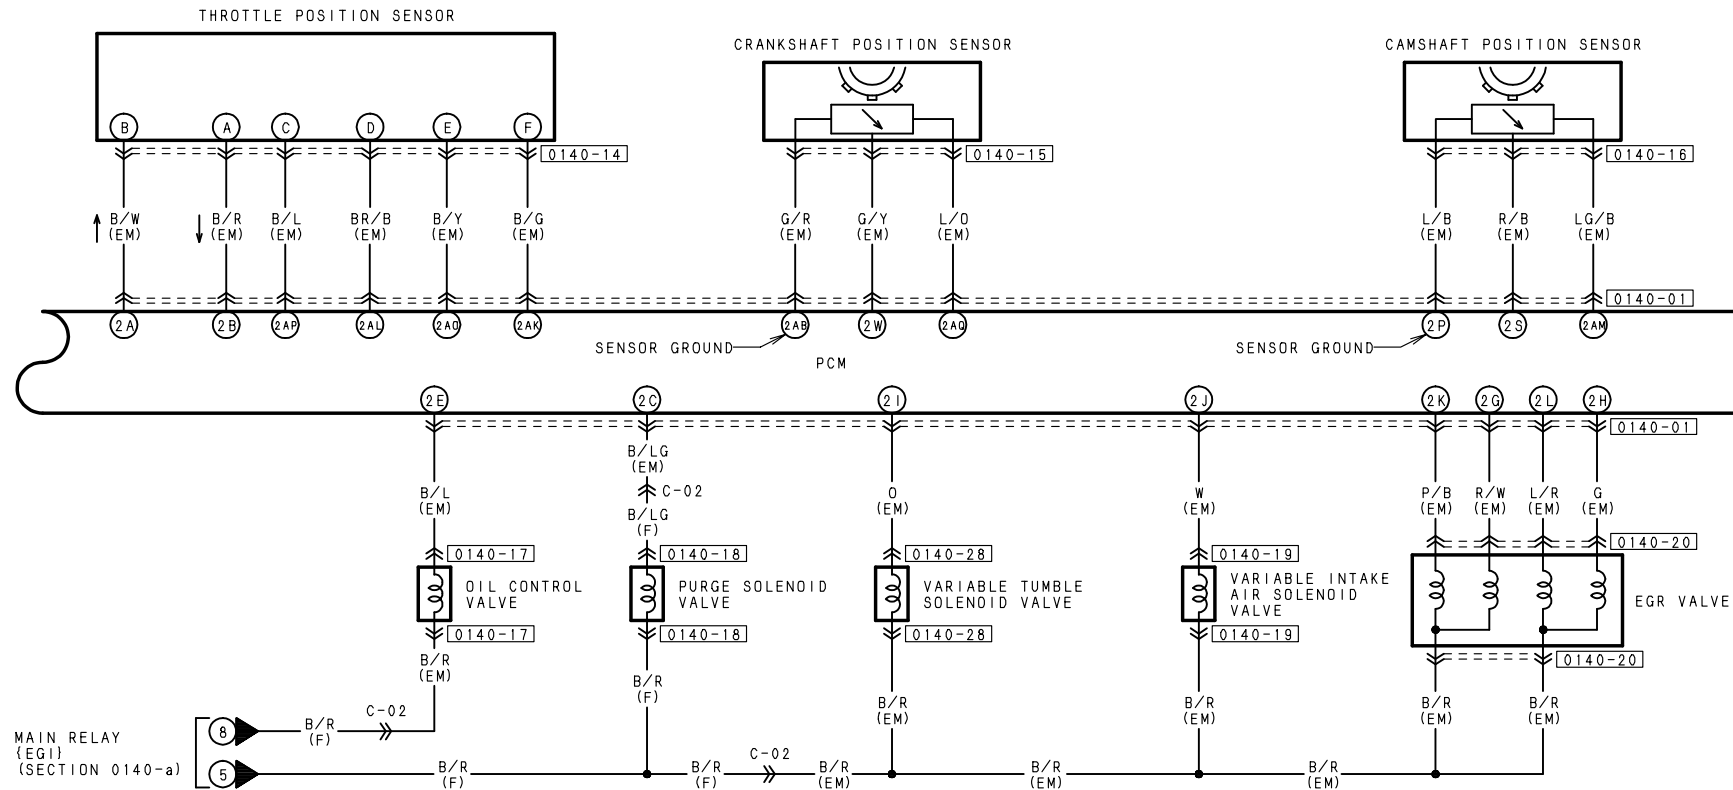 THROTTLE POSITION SENSOR
CRANKSHAFT POSITION SENSOR
CAMSHAFT POSITION SENSOR
B A C D E F
0140-14
0140-15
0140-16
B/W B/R B/L BR/B B/Y B/G G/R G/Y L/O L/B R/B LG/B
(EM) (EM) (EM) (EM) (EM) (EM) (EM) (EM) (EM) (EM) (EM) (EM)
0140-01
2A 2B 2AP 2AL 2AO 2AK 2AB 2W 2AQ 2P 2S 2AM
SENSOR GROUND
SENSOR GROUND
PCM
2E 2C 2I 2J 2K 2G 2L 2H
0140-01
B/LG
(EM)
C-02
B/L
(EM)
B/LG
(F)
O
(EM)
W
(EM)
P/B R/W L/R G
(EM) (EM) (EM) (EM)
0140-20
0140-17
0140-18
0140-28
0140-19
OIL CONTROL
VALVE
PURGE SOLENOID
VALVE
VARIABLE TUMBLE
SOLENOID VALVE
VARIABLE INTAKE
AIR SOLENOID
VALVE
EGR VALVE
0140-17
0140-18
0140-28
0140-19
0140-20
B/R
(EM)
B/R
(F)
B/R
(EM)
B/R
(EM)
B/R
(EM)
B/R
(EM)
MAIN RELAY
{EGI}
(SECTION 0140-a)
8
B/R
(F)
C-02
5
B/R
(F)
B/R
(F)
C-02
B/R
(EM)
B/R
(EM)
B/R
(EM)